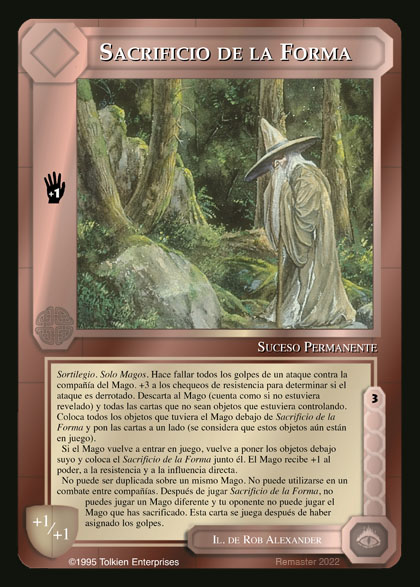 Sacrificio de la Forma
+1
Suceso Permanente
Sortilegio. Solo Magos. Hace fallar todos los golpes de un ataque contra la
compañía del Mago. +3 a los chequeos de resistencia para determinar si el
ataque es derrotado. Descarta al Mago (cuenta como si no estuviera
revelado) y todas las cartas que no sean objetos que estuviera controlando.
Coloca todos los objetos que tuviera el Mago debajo de Sacrificio de la
Forma y pon las cartas a un lado (se considera que estos objetos aún están
en juego).
Si el Mago vuelve a entrar en juego, vuelve a poner los objetos debajo
suyo y coloca el Sacrificio de la Forma junto él. El Mago recibe +1 al
poder, a la resistencia y a la influencia directa.
No puede ser duplicada sobre un mismo Mago. No puede utilizarse en un
combate entre compañías. Después de jugar Sacrificio de la Forma, no
puedes jugar un Mago diferente y tu oponente no puede jugar el
Mago que has sacrificado. Esta carta se juega después de haber
asignado los golpes.
3
+1/+1
Il. de Rob Alexander
©1995 Tolkien Enterprises
Remaster 2022